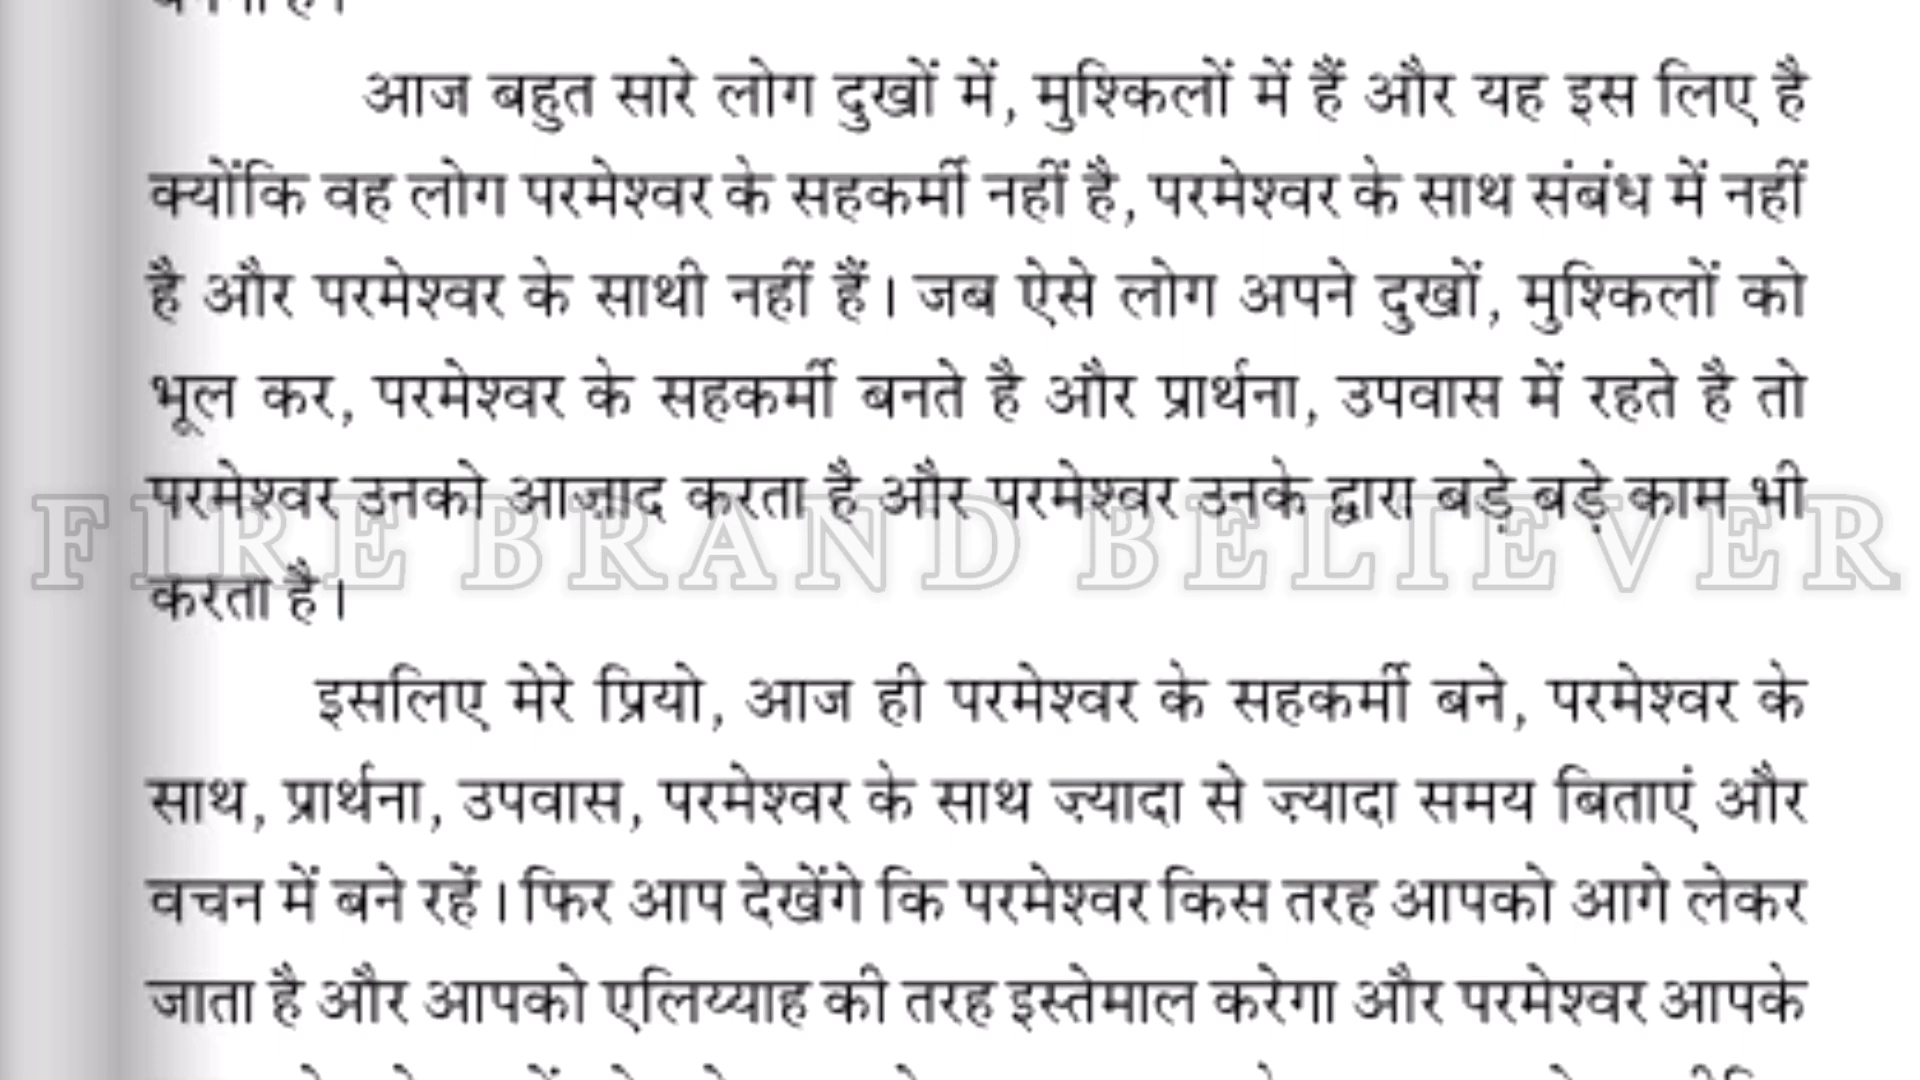 आज बहुत सारे लोग दुखों में, मुश्किलों में हैं और यह इस लिए है
क्योंकि वह लोग परमेश्वर के सहकर्मी नहीं है, परमेश्वर के साथ संबंध में नहीं
है और परमेश्वर के साथी नहीं हैं। जब ऐसे लोग अपने दुखों, मुश्किलों को
भूल कर, परमेश्वर के सहकर्मी बनते है और प्रार्थना, उपवास में रहते है तो
परमेश्वर उनको आज़ाद करता है और परमेश्वर उनके द्वारा बड़े बड़े काम भी
FIRE BRAND BELIEVER
करता है।
इसलिए मेरे प्रियो, आज ही परमेश्वर के सहकर्मी बने, परमेश्वर के
साथ, प्रार्थना, उपवास, परमेश्वर के साथ ज़्यादा से ज़्यादा समय बिताएं और
वचन में बने रहें। फिर आप देखेंगे कि परमेश्वर किस तरह आपको आगे लेकर
जाता है और आपको एलिय्याह की तरह इस्तेमाल करेगा और परमेश्वर आपके